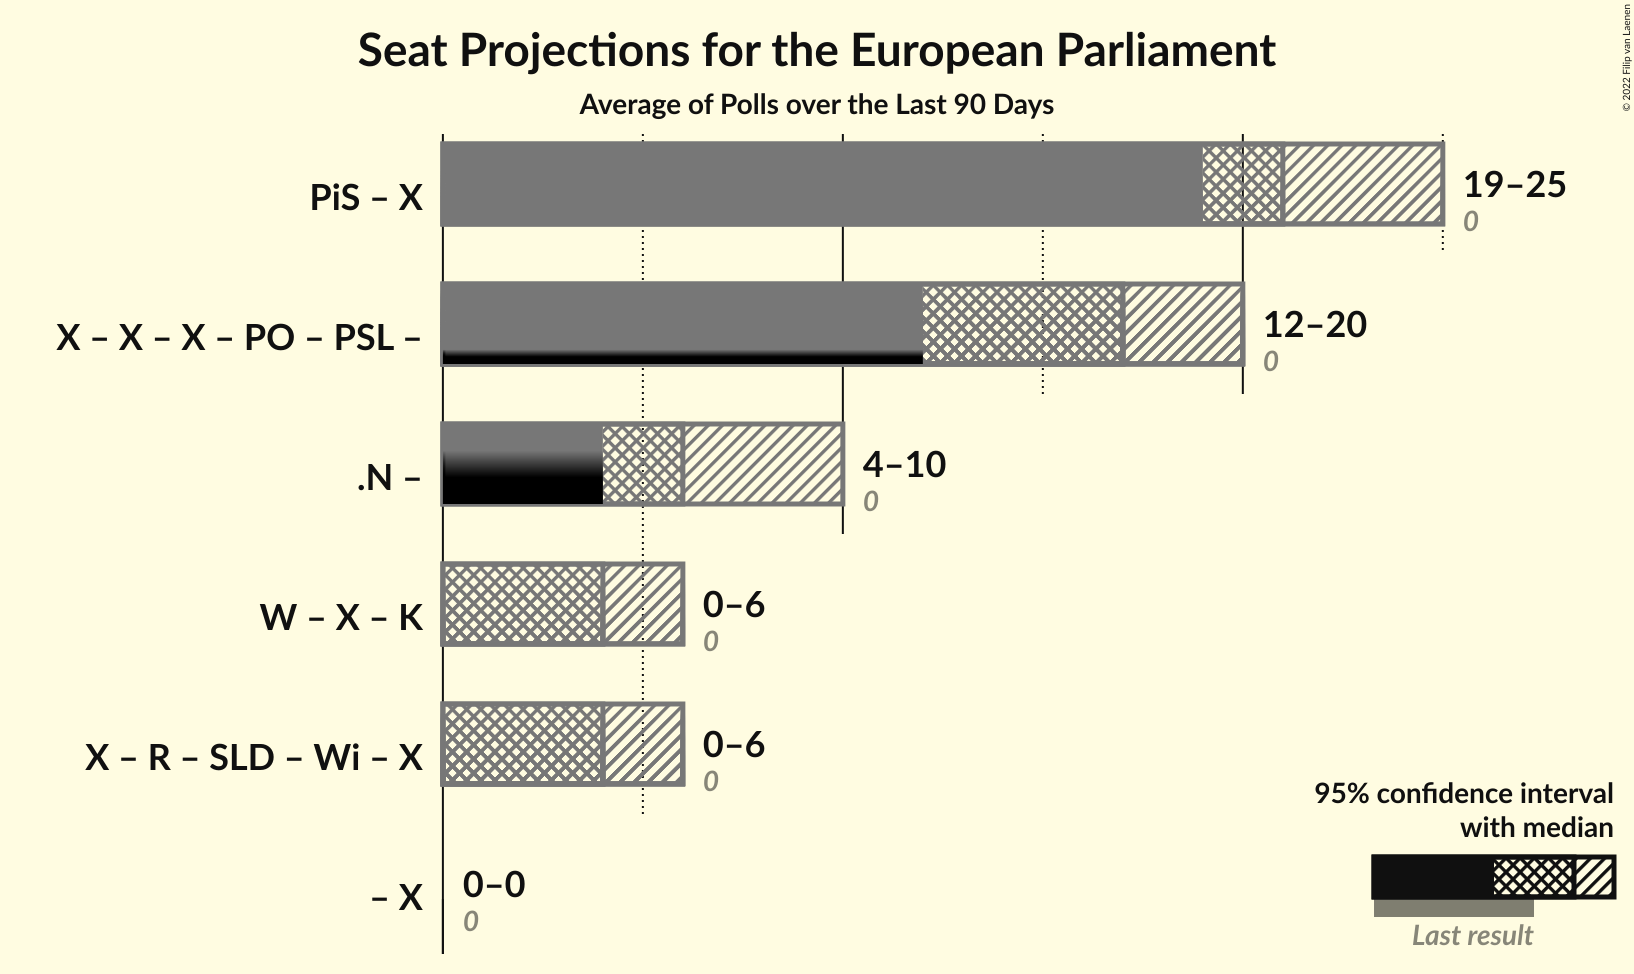 Seat Projections for the European Parliament
Average of Polls over the Last 90 Days
© 2022 Filip van Laenen
PiS – X
19–25
0
X – X – X – PO – PSL –
12–20
0
.N –
4–10
0
W – X – K
0–6
0
X – R – SLD – Wi – X
0–6
0
– X
0–0
0
95% confidence interval
with median
Last result